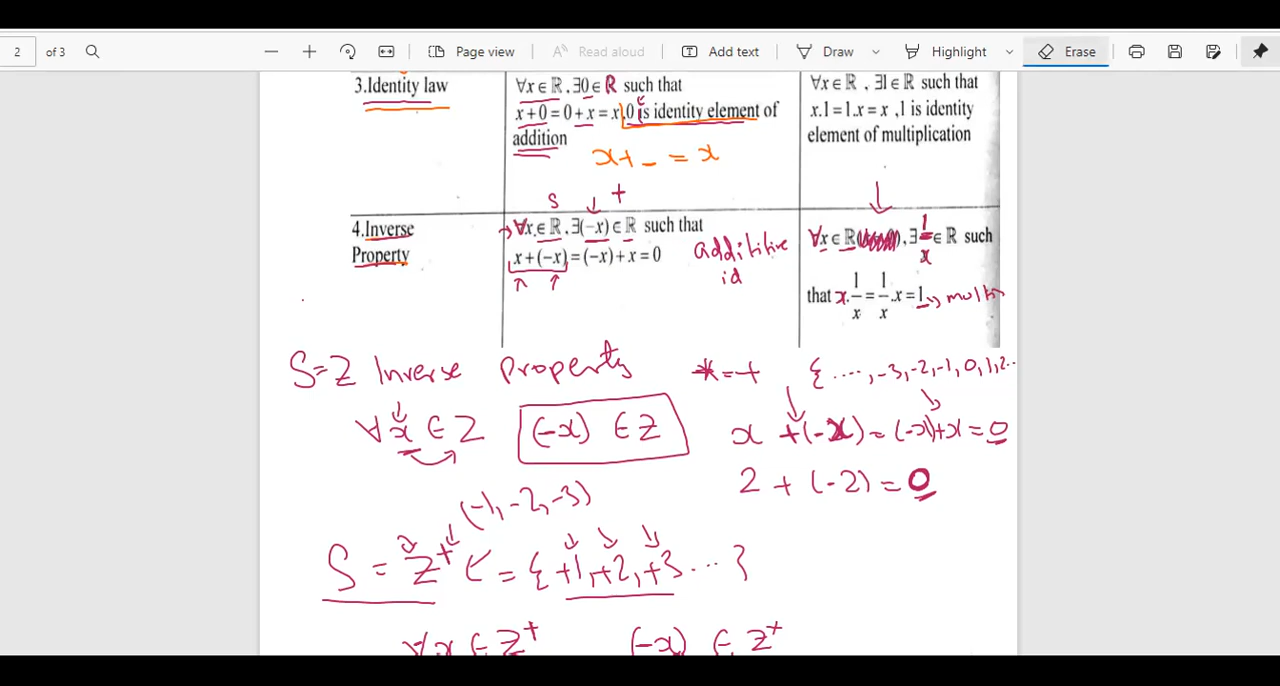 2 of 3 Page view Read aloud Add text Draw Highlight Erase
3.Identity law
∀x ∈ ℝ, ∃0 ∈ R such that
x+0 = 0+x = x, 0 is identity element of
addition
x + _ = x
∀x ∈ ℝ , ∃1 ∈ ℝ such that
x.1 = 1.x = x ,1 is identity
element of multiplication
S +
4.Inverse
Property
∀x ∈ ℝ, ∃(-x) ∈ ℝ such that
x+(-x) = (-x)+x = 0
addititive
id
∀x ∈ ℝ , ∃ 1/x ∈ ℝ such
that x. 1/x = 1/x .x = 1
S=Z Inverse Property * = + {...., -3, -2, -1, 0, 1, 2...
∀x ∈ Z (-x) ∈ Z x + (-x) = (-x)+x = 0
2 + (-2) = 0
(-1, -2, -3)
S = Z+ = { +1, +2, +3 ... }
∀x ∈ Z+ (-x) ∈ Z+